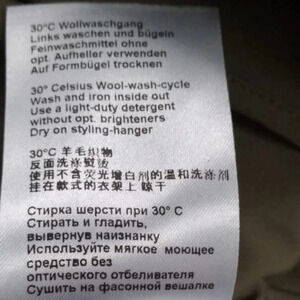 30°C Wollwaschgang
Links waschen und bügeln
Feinwaschmittel ohne
opt. Aufheller verwenden
Auf Formbügel trocknen
30° Celsius Wool-wash-cycle
Wash and iron inside out
Use a light-duty detergent
without opt. brighteners
Dry on styling-hanger
30°C 羊毛织物
反面洗涤熨烫
使用不含荧光增白剂的温和洗涤剂
挂在软式的衣架上 晾干
Стирка шерсти при 30° C
Стирать и гладить,
вывернув наизнанку
Используйте мягкое моющее
средство без
оптического отбеливателя
Сушить на фасонной вешалке